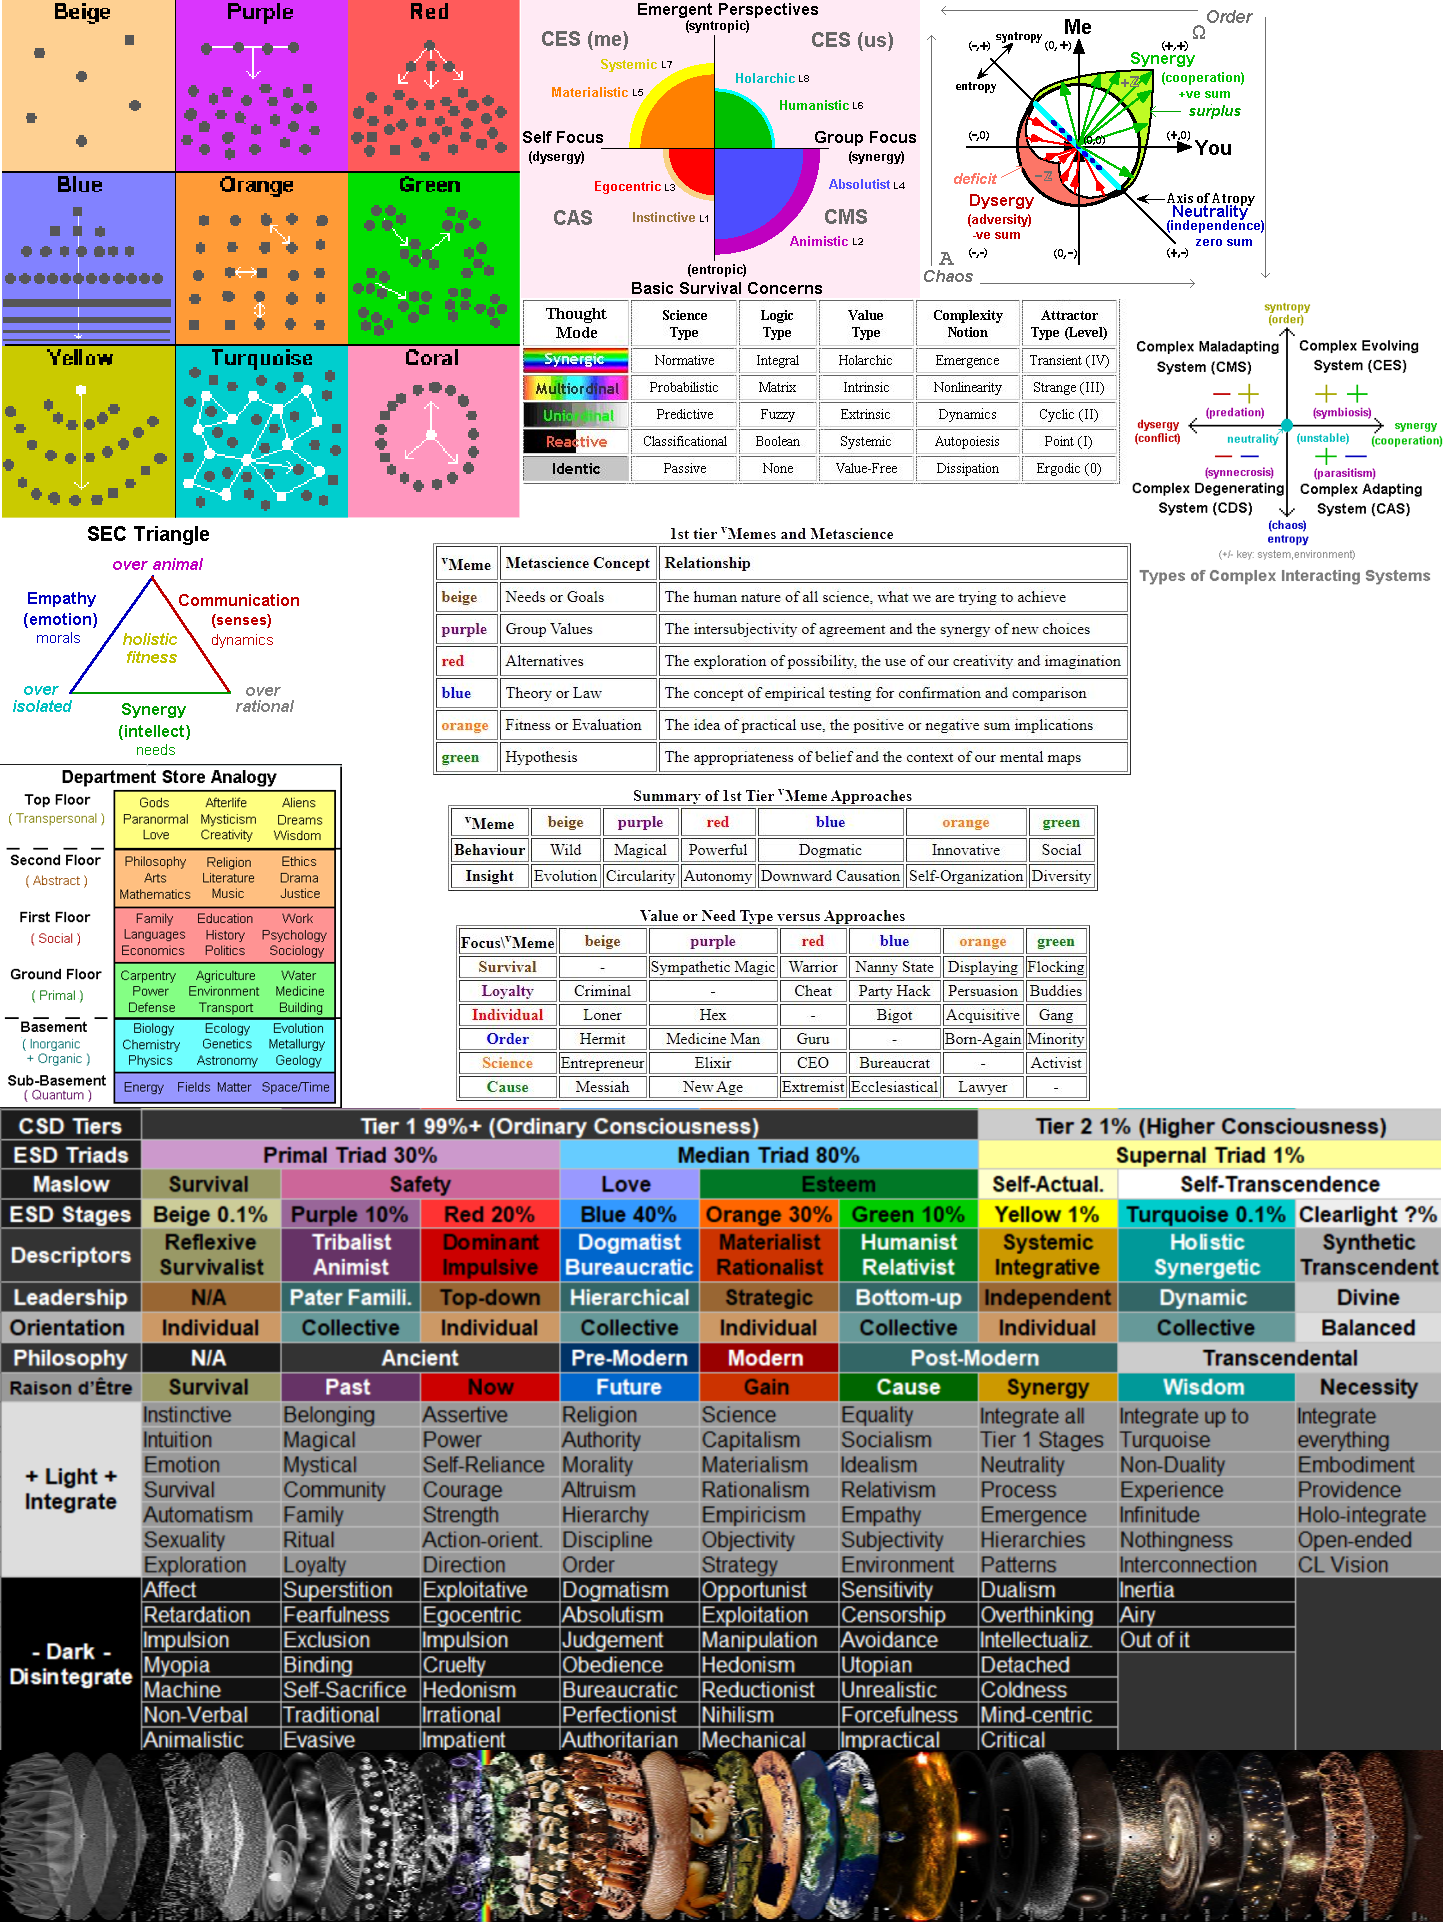 Beige
Purple
Red
Blue
Orange
Green
Yellow
Turquoise
Coral
Emergent Perspectives
(syntropic)
CES (me)
CES (us)
Systemic L7
Materialistic L5
Holarchic L8
Humanistic L6
Self Focus
(dysergy)
Group Focus
(synergy)
Egocentric L3
Instinctive L1
Absolutist L4
Animistic L2
CAS
CMS
(entropic)
Basic Survival Concerns
Order
Ω
Me
(-,+)
syntropy
(0,+)
(+,+)
entropy
Synergy
(cooperation)
+ve sum
surplus
+Z
(-,0)
(0,0)
(+,0)
You
deficit
-Z
Dysergy
(adversity)
-ve sum
Axis of Atropy
Neutrality
(independence)
zero sum
(-,-)
(0,-)
(+,-)
A
Chaos
Thought Mode Science Type Logic Type Value Type Complexity Notion Attractor Type (Level)
Synergic Normative Integral Holarchic Emergence Transient (IV)
Multiordinal Probabilistic Matrix Intrinsic Nonlinearity Strange (III)
Uniordinal Predictive Fuzzy Extrinsic Dynamics Cyclic (II)
Reactive Classificational Boolean Systemic Autopoiesis Point (I)
Identic Passive None Value-Free Dissipation Ergodic (0)
syntropy
(order)
Complex Maladapting
System (CMS)
Complex Evolving
System (CES)
(predation)
(symbiosis)
dysergy
(conflict)
neutrality
(unstable)
synergy
(cooperation)
(synnecrosis)
(parasitism)
Complex Degenerating
System (CDS)
Complex Adapting
System (CAS)
(chaos)
entropy
(+/- key: system,environment)
Types of Complex Interacting Systems
SEC Triangle
over animal
Empathy
(emotion)
morals
Communication
(senses)
dynamics
holistic
fitness
over
isolated
over
rational
Synergy
(intellect)
needs
1st tier vMemes and Metascience
vMeme Metascience Concept Relationship
beige Needs or Goals The human nature of all science, what we are trying to achieve
purple Group Values The intersubjectivity of agreement and the synergy of new choices
red Alternatives The exploration of possibility, the use of our creativity and imagination
blue Theory or Law The concept of empirical testing for confirmation and comparison
orange Fitness or Evaluation The idea of practical use, the positive or negative sum implications
green Hypothesis The appropriateness of belief and the context of our mental maps
Summary of 1st Tier vMeme Approaches
vMeme beige purple red blue orange green
Behaviour Wild Magical Powerful Dogmatic Innovative Social
Insight Evolution Circularity Autonomy Downward Causation Self-Organization Diversity
Value or Need Type versus Approaches
Focus\vMeme beige purple red blue orange green
Survival - Sympathetic Magic Warrior Nanny State Displaying Flocking
Loyalty Criminal - Cheat Party Hack Persuasion Buddies
Individual Loner Hex - Bigot Acquisitive Gang
Order Hermit Medicine Man Guru - Born-Again Minority
Science Entrepreneur Elixir CEO Bureaucrat - Activist
Cause Messiah New Age Extremist Ecclesiastical Lawyer -
Department Store Analogy
Top Floor
( Transpersonal )
Gods Afterlife Aliens
Paranormal Mysticism Dreams
Love Creativity Wisdom
Second Floor
( Abstract )
Philosophy Religion Ethics
Arts Literature Drama
Mathematics Music Justice
First Floor
( Social )
Family Education Work
Languages History Psychology
Economics Politics Sociology
Ground Floor
( Primal )
Carpentry Agriculture Water
Power Environment Medicine
Defense Transport Building
Basement
( Inorganic
+ Organic )
Biology Ecology Evolution
Chemistry Genetics Metallurgy
Physics Astronomy Geology
Sub-Basement
( Quantum )
Energy Fields Matter Space/Time
CSD Tiers Tier 1 99%+ (Ordinary Consciousness) Tier 2 1% (Higher Consciousness)
ESD Triads Primal Triad 30% Median Triad 80% Supernal Triad 1%
Maslow Survival Safety Love Esteem Self-Actual. Self-Transcendence
ESD Stages Beige 0.1% Purple 10% Red 20% Blue 40% Orange 30% Green 10% Yellow 1% Turquoise 0.1% Clearlight ?%
Descriptors Reflexive Survivalist Tribalist Animist Dominant Impulsive Dogmatist Bureaucratic Materialist Rationalist Humanist Relativist Systemic Integrative Holistic Synergetic Synthetic Transcendent
Leadership N/A Pater Famili. Top-down Hierarchical Strategic Bottom-up Independent Dynamic Divine
Orientation Individual Collective Individual Collective Individual Collective Individual Collective Balanced
Philosophy N/A Ancient Pre-Modern Modern Post-Modern Transcendental
Raison d'Être Survival Past Now Future Gain Cause Synergy Wisdom Necessity
+ Light +
Integrate
Instinctive Belonging Assertive Religion Science Equality Integrate all Integrate up to Integrate
Intuition Magical Power Authority Capitalism Socialism Tier 1 Stages Turquoise everything
Emotion Mystical Self-Reliance Morality Materialism Idealism Neutrality Non-Duality Embodiment
Survival Community Courage Altruism Rationalism Relativism Process Experience Providence
Automatism Family Strength Hierarchy Empiricism Empathy Emergence Infinitude Holo-integrate
Sexuality Ritual Action-orient. Discipline Objectivity Subjectivity Hierarchies Nothingness Open-ended
Exploration Loyalty Direction Order Strategy Environment Patterns Interconnection CL Vision
- Dark -
Disintegrate
Affect Superstition Exploitative Dogmatism Opportunist Sensitivity Dualism Inertia
Retardation Fearfulness Egocentric Absolutism Exploitation Censorship Overthinking Airy
Impulsion Exclusion Impulsion Judgement Manipulation Avoidance Intellectualiz. Out of it
Myopia Binding Cruelty Obedience Hedonism Utopian Detached
Machine Self-Sacrifice Hedonism Bureaucratic Reductionist Unrealistic Coldness
Non-Verbal Traditional Irrational Perfectionist Nihilism Forcefulness Mind-centric
Animalistic Evasive Impatient Authoritarian Mechanical Impractical Critical